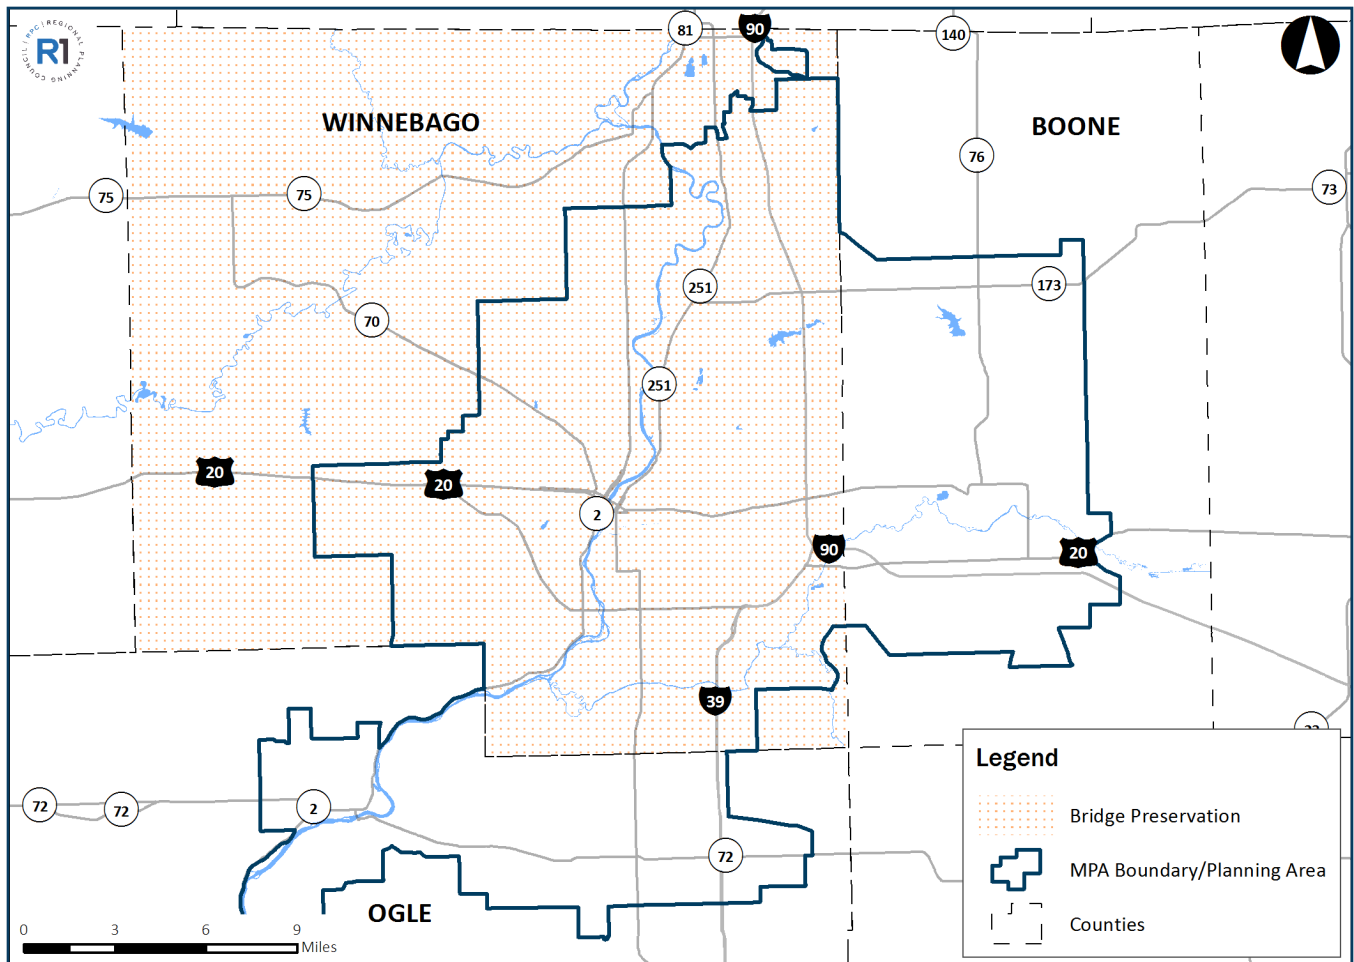 RPC | REGIONAL PLANNING COUNCIL |
R1
81
90
140
WINNEBAGO
BOONE
76
75
75
73
251
173
70
251
20
20
2
90
20
39
72
72
2
72
OGLE
0 3 6 9
Miles
Legend
Bridge Preservation
MPA Boundary/Planning Area
Counties